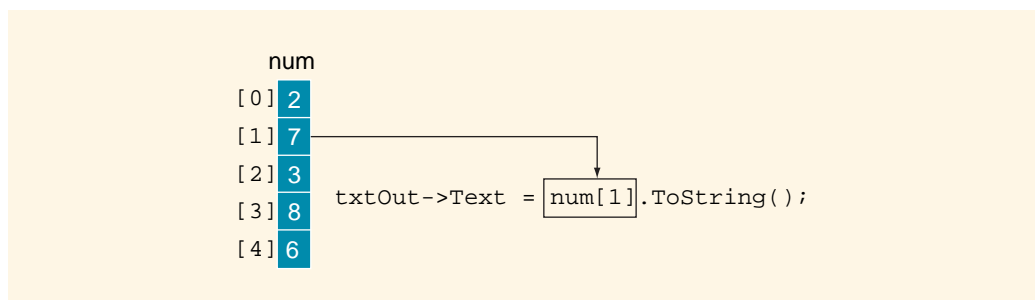 num
[0] 2
[1] 7
[2] 3
txtOut->Text = num[1].ToString();
[3] 8
[4] 6